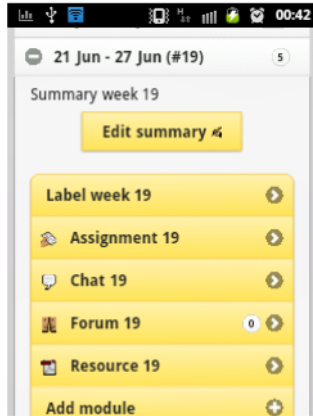 H
00:42
21 Jun - 27 Jun (#19) 5
Summary week 19
Edit summary
Label week 19
Assignment 19
Chat 19
Forum 19 0
Resource 19
Add module